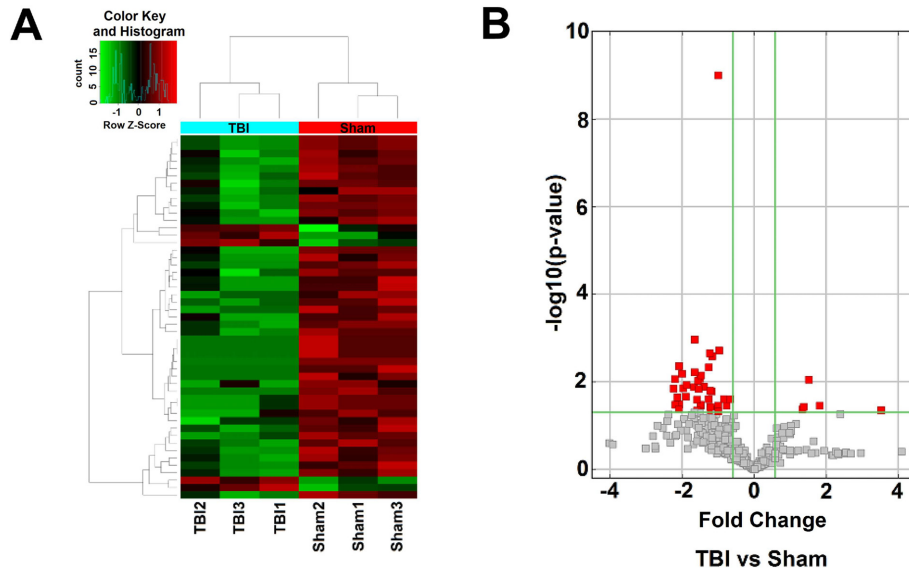 A
Color Key
and Histogram
count
0 5 10 15
-1 0 1
Row Z-Score
TBI Sham
TBI2 TBI3 TBI1 Sham2 Sham1 Sham3
B
-log10(p-value)
10
8
6
4
2
0
-4 -2 0 2 4
Fold Change
TBI vs Sham